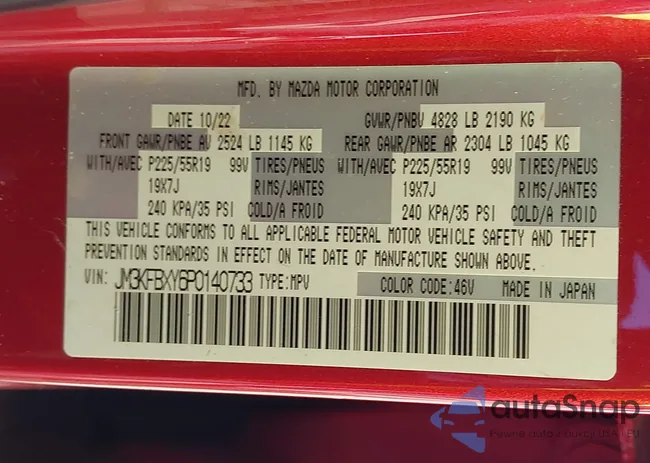 MFD. BY MAZDA MOTOR CORPORATION
DATE 10/22 GVWR/PNBV 4828 LB 2190 KG
FRONT GAWR/PNBE AV 2524 LB 1145 KG REAR GAWR/PNBE AR 2304 LB 1045 KG
WITH/AVEC P225/55R19 99V TIRES/PNEUS WITH/AVEC P225/55R19 99V TIRES/PNEUS
19X7J RIMS/JANTES 19X7J RIMS/JANTES
240 KPA/35 PSI COLD/A FROID 240 KPA/35 PSI COLD/A FROID
THIS VEHICLE CONFORMS TO ALL APPLICABLE FEDERAL MOTOR VEHICLE SAFETY AND THEFT
PREVENTION STANDARDS IN EFFECT ON THE DATE OF MANUFACTURE SHOWN ABOVE.
VIN: JM3KFBXY6P0140733 TYPE:MPV COLOR CODE:46V MADE IN JAPAN
autoSnap
Pewne auta z aukcji USA i EU